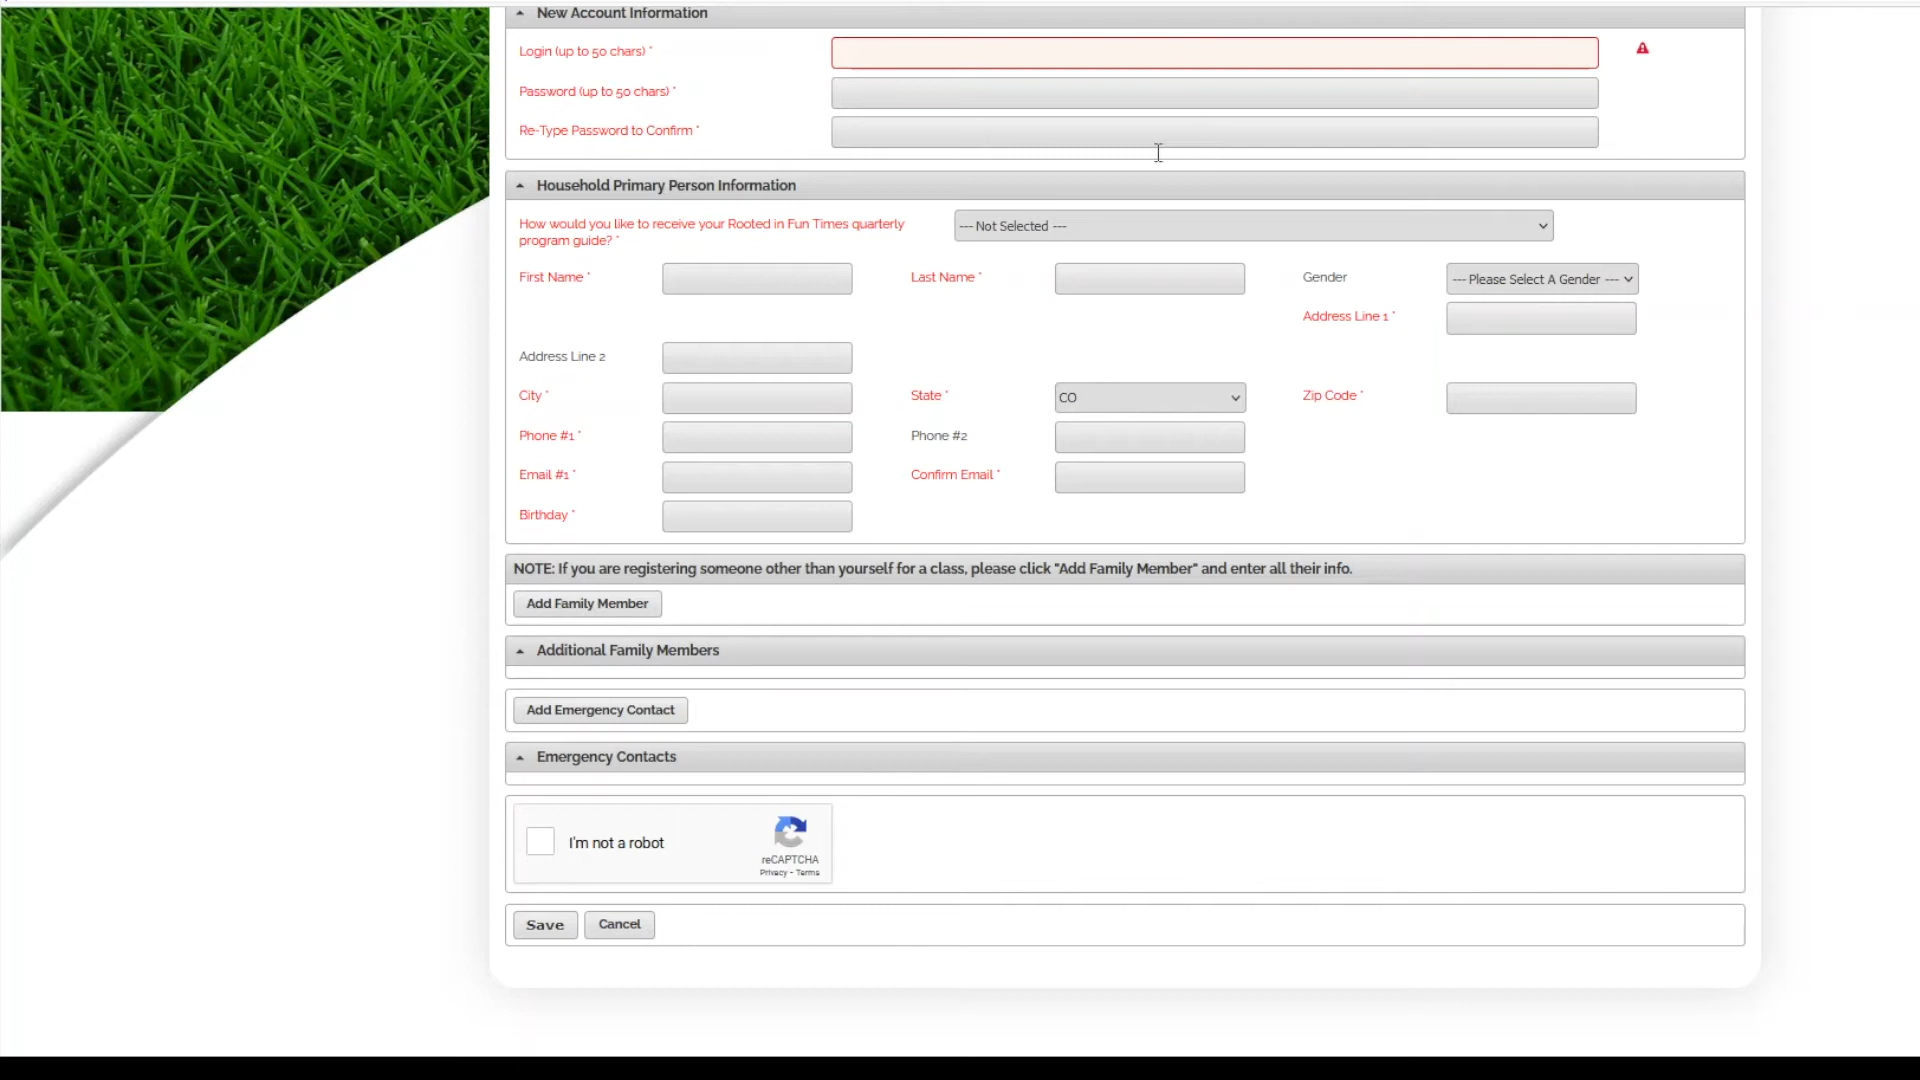 New Account Information
Login (up to 50 chars) *
Password (up to 50 chars) *
Re-Type Password to Confirm *
Household Primary Person Information
How would you like to receive your Rooted in Fun Times quarterly
program guide? *
--- Not Selected ---
First Name *
Last Name *
Gender
--- Please Select A Gender ---
Address Line 1 *
Address Line 2
City *
State *
CO
Zip Code *
Phone #1 *
Phone #2
Email #1 *
Confirm Email *
Birthday *
NOTE: If you are registering someone other than yourself for a class, please click "Add Family Member" and enter all their info.
Add Family Member
Additional Family Members
Add Emergency Contact
Emergency Contacts
I'm not a robot
reCAPTCHA
Privacy - Terms
Save
Cancel